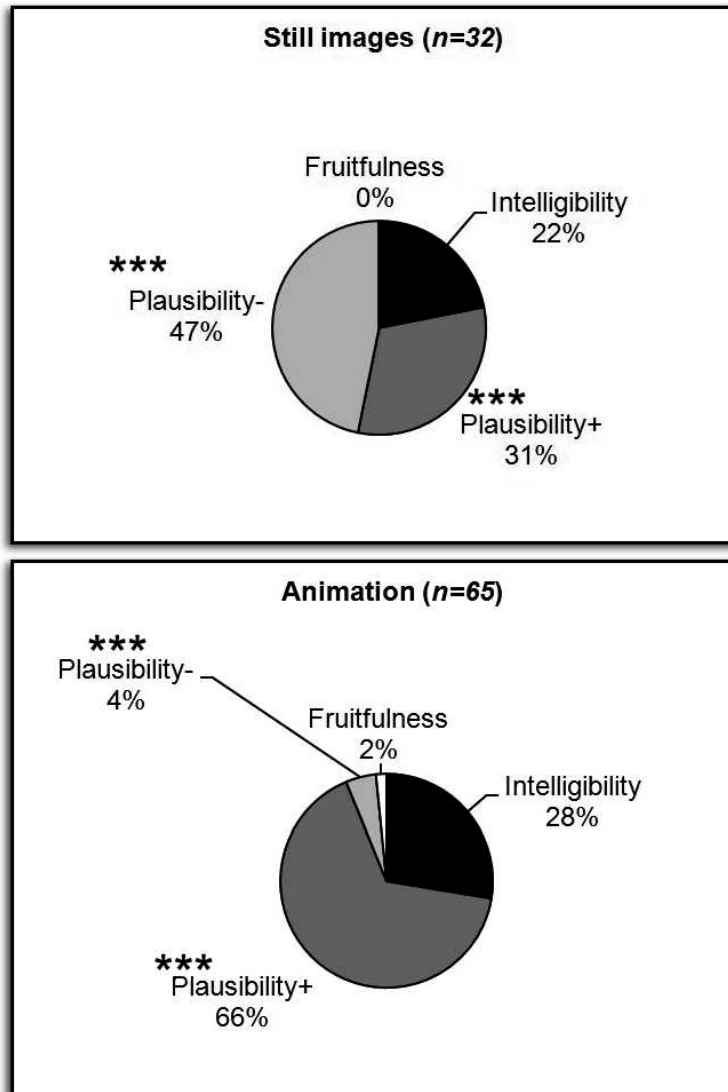 Still images (n=32)
Fruitfulness
0%
Intelligibility
22%
***
Plausibility-
47%
***
Plausibility+
31%
Animation (n=65)
***
Plausibility-
4%
Fruitfulness
2%
Intelligibility
28%
***
Plausibility+
66%